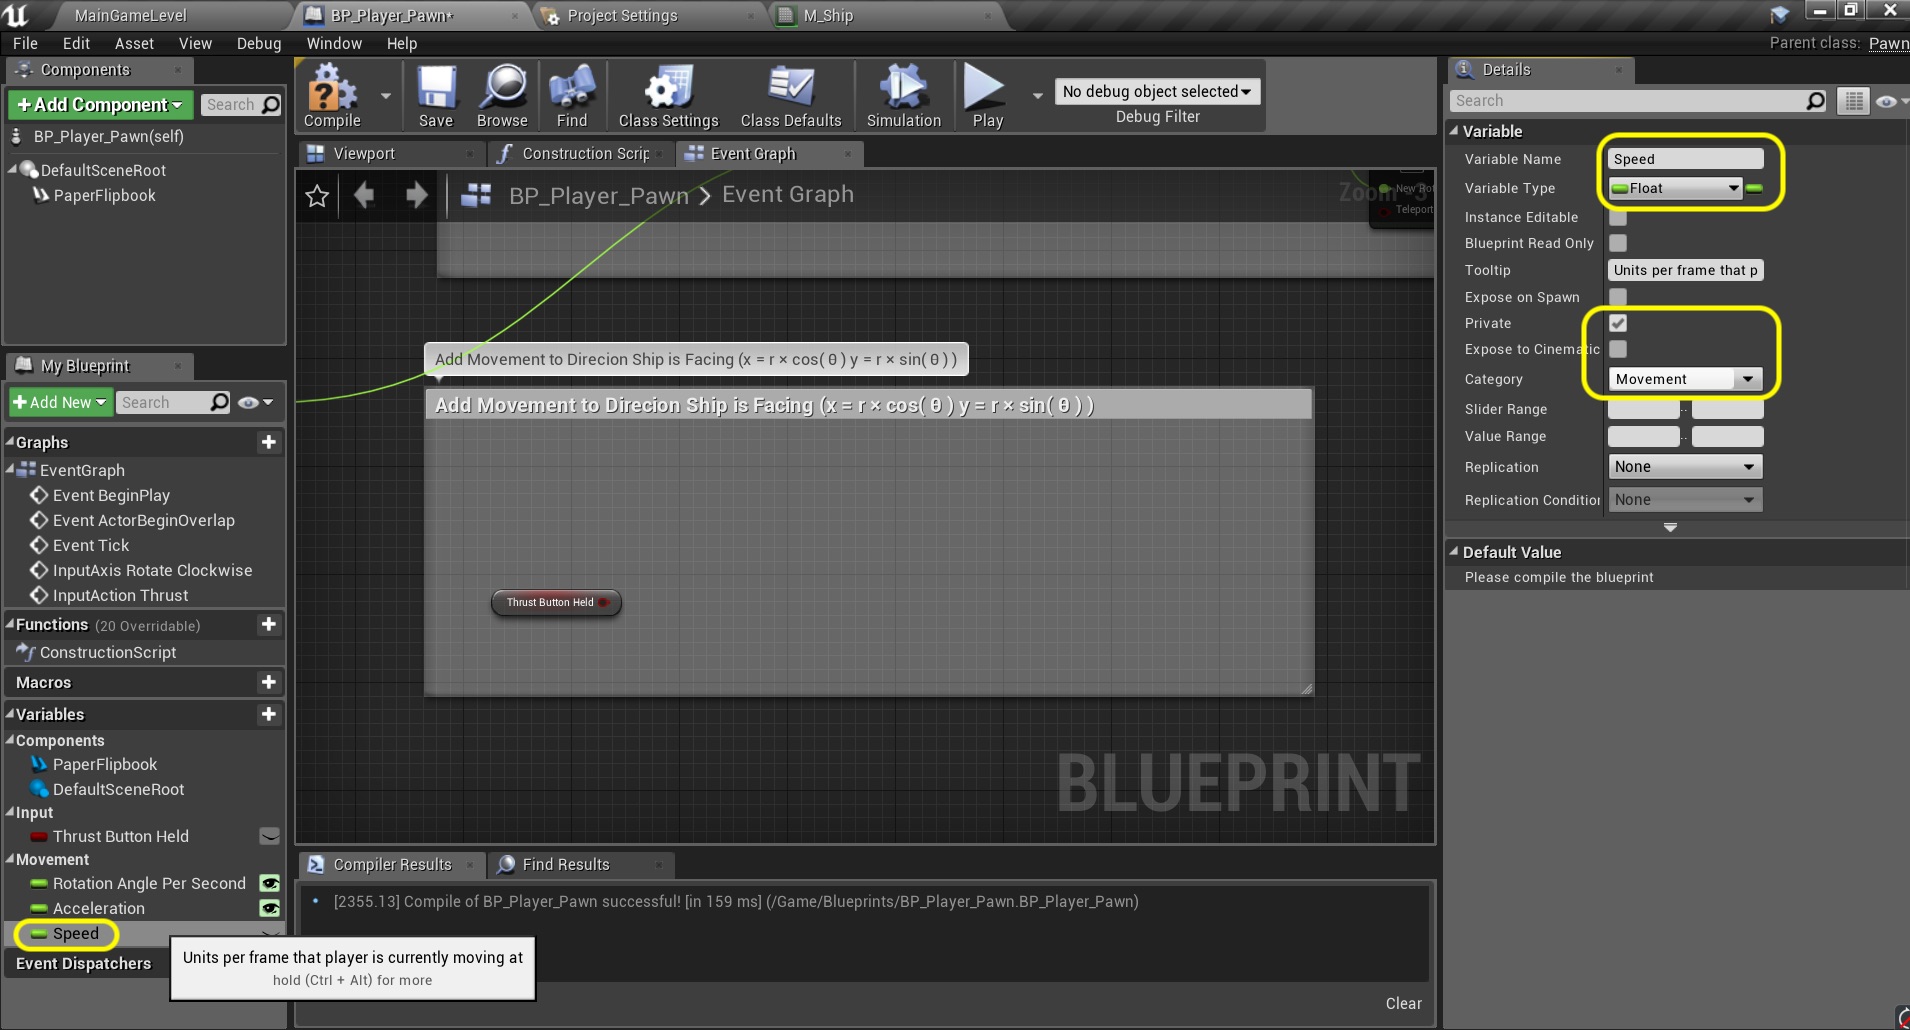 MainGameLevel
BP_Player_Pawn*
Project Settings
M_Ship
File Edit Asset View Debug Window Help
Parent class: Pawn
Components
+Add Component
Search
BP_Player_Pawn(self)
DefaultSceneRoot
PaperFlipbook
My Blueprint
+Add New
Search
Graphs
EventGraph
Event BeginPlay
Event ActorBeginOverlap
Event Tick
InputAxis Rotate Clockwise
InputAction Thrust
Functions (20 Overridable)
ConstructionScript
Macros
Variables
Components
PaperFlipbook
DefaultSceneRoot
Input
Thrust Button Held
Movement
Rotation Angle Per Second
Acceleration
Speed
Event Dispatchers
Units per frame that player is currently moving at
hold (Ctrl + Alt) for more
Compile
Save
Browse
Find
Class Settings
Class Defaults
Simulation
Play
No debug object selected
Debug Filter
Viewport
Construction Scrip
Event Graph
BP_Player_Pawn > Event Graph
Zoom -3
New Rot
Teleport
Add Movement to Direcion Ship is Facing (x = r × cos( θ ) y = r × sin( θ ) )
Add Movement to Direcion Ship is Facing (x = r × cos( θ ) y = r × sin( θ ) )
Thrust Button Held
BLUEPRINT
Compiler Results
Find Results
[2355.13] Compile of BP_Player_Pawn successful! [in 159 ms] (/Game/Blueprints/BP_Player_Pawn.BP_Player_Pawn)
Clear
Details
Search
Variable
Variable Name Speed
Variable Type Float
Instance Editable
Blueprint Read Only
Tooltip Units per frame that p
Expose on Spawn
Private
Expose to Cinematic
Category Movement
Slider Range ..
Value Range ..
Replication None
Replication Condition None
Default Value
Please compile the blueprint